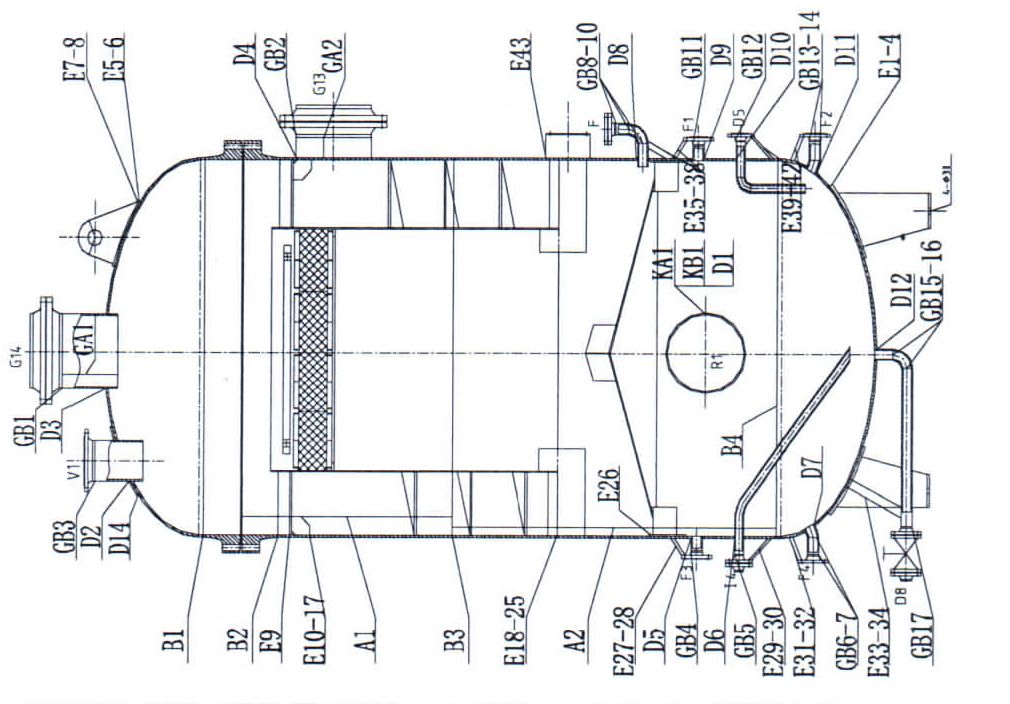 E7-8
E5-6
D4
GB2
G13
GA2
E43
GB8-10
D8
GB11
D9
GB12
D10
GB13-14
D11
E1-4
F
F1
D5
F2
E35-38
E39-42
4-Φ31
G14
GA1
GB1
D3
V1
GB3
D2
D14
KA1
KB1
D1
R1
B4
D12
GB15-16
E26
D7
F3
F4
D8
B1
B2
E9
E10-17
A1
B3
E18-25
A2
E27-28
D5
GB4
D6
GB5
E29-30
E31-32
GB6-7
E33-34
GB17